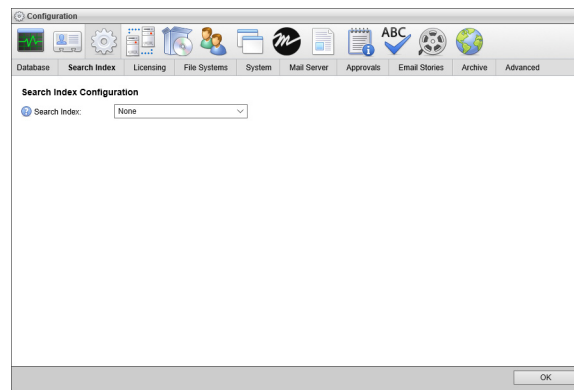 Configuration
ABC
Database Search Index Licensing File Systems System Mail Server Approvals Email Stories Archive Advanced
Search Index Configuration
? Search Index: None
OK